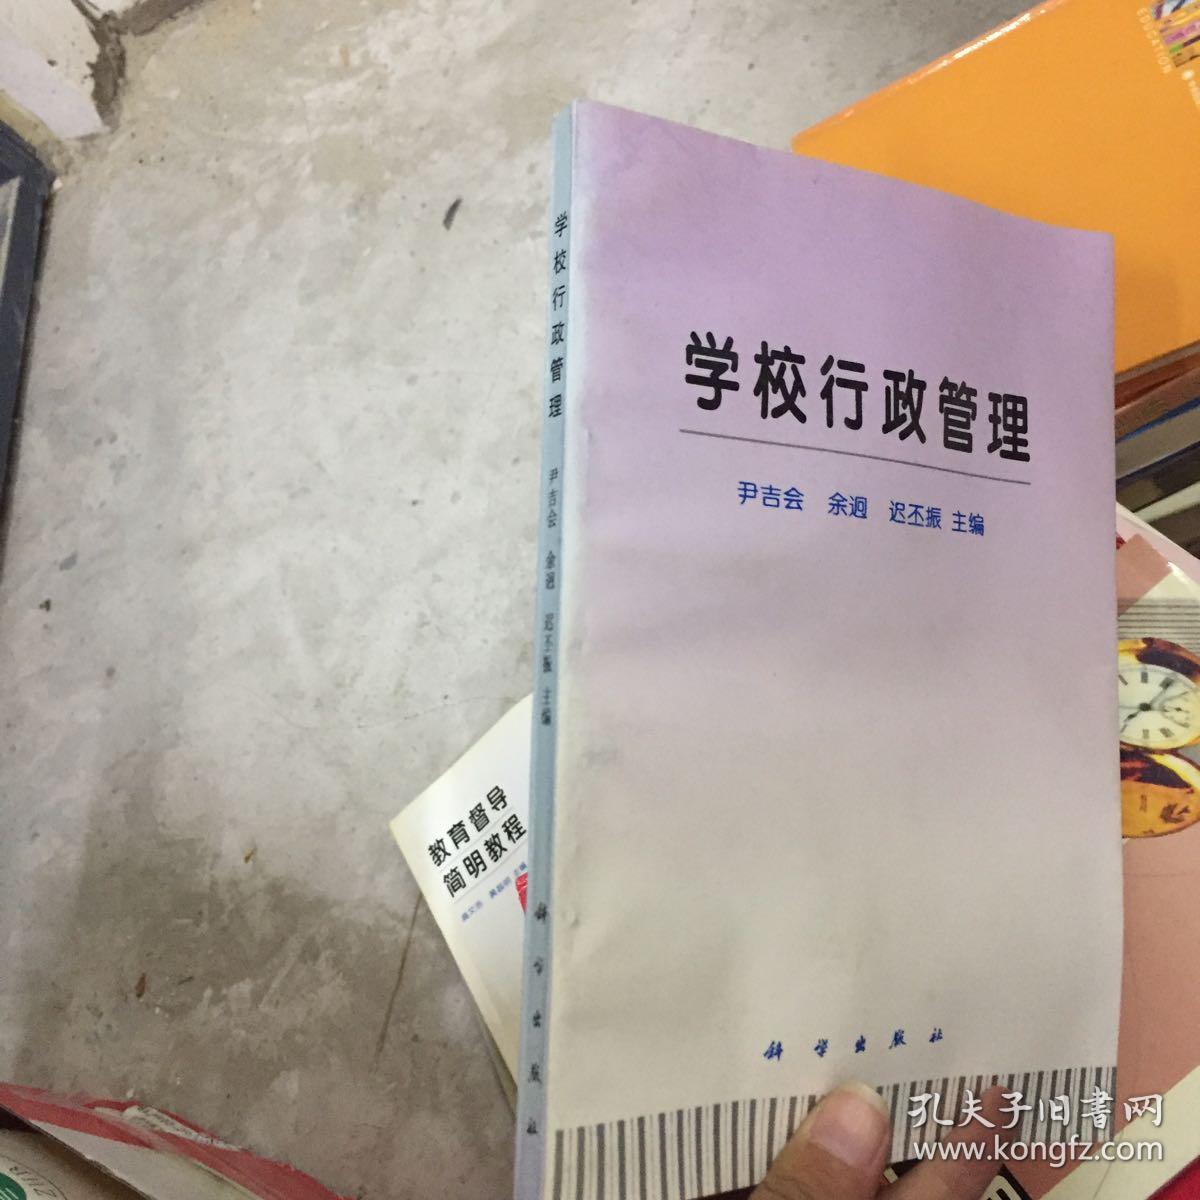 学校行政管理
尹吉会 余迥 迟丕振 主编
科学出版社
学校行政管理 尹吉会 余迥 迟丕振 主编 科学出版社
教育督导
简明教程
EDUCATION
孔夫子旧書网
www.kongfz.com